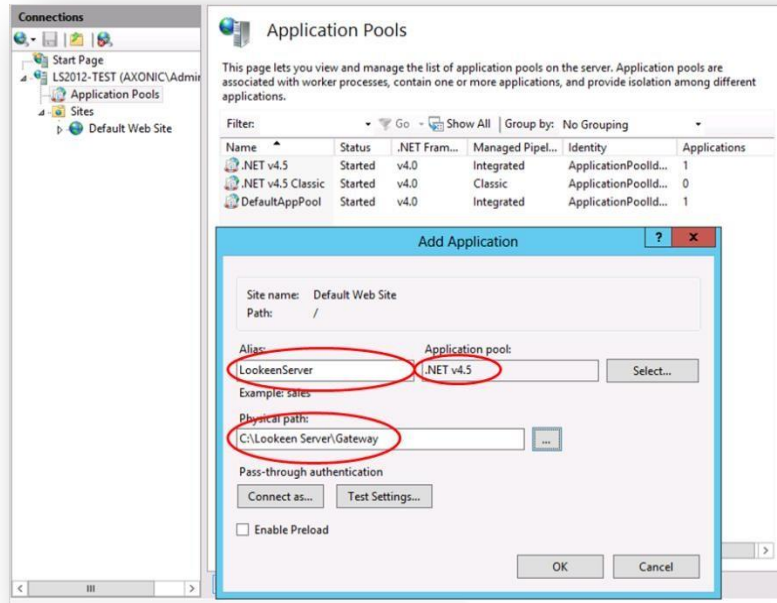 Connections
Start Page
LS2012-TEST (AXONIC\Admir
Application Pools
Sites
Default Web Site
Application Pools
This page lets you view and manage the list of application pools on the server. Application pools are
associated with worker processes, contain one or more applications, and provide isolation among different
applications.
Filter: Go Show All Group by: No Grouping
Name Status .NET Fram... Managed Pipel... Identity Applications
.NET v4.5 Started v4.0 Integrated ApplicationPoolId... 1
.NET v4.5 Classic Started v4.0 Classic ApplicationPoolId... 0
DefaultAppPool Started v4.0 Integrated ApplicationPoolId... 1
Add Application ? x
Site name: Default Web Site
Path: /
Alias: Application pool:
LookeenServer .NET v4.5 Select...
Example: sales
Physical path:
C:\Lookeen Server\Gateway ...
Pass-through authentication
Connect as... Test Settings...
Enable Preload
OK Cancel